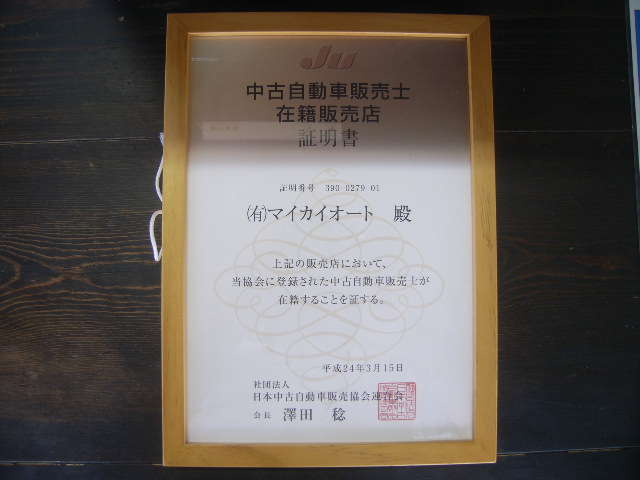 JU
中古自動車販売士
在籍販売店
証明書
証明番号 390-0279-01
(有)マイカイオート 殿
上記の販売店において、
当協会に登録された中古自動車販売士が
在籍することを証する。
平成24年3月15日
社団法人
日本中古自動車販売協会連合会
会長 澤田 稔